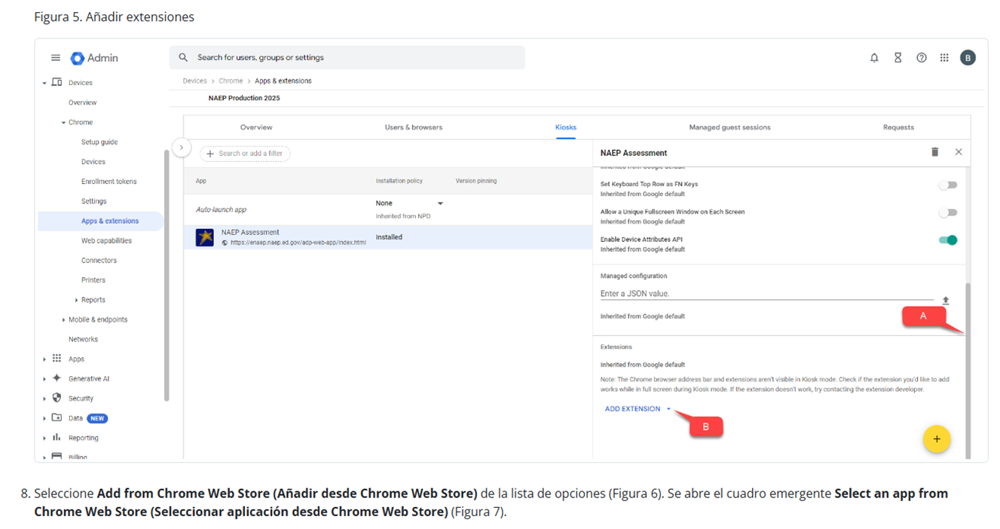 Figura 5. Añadir extensiones
Admin
Search for users, groups or settings
B
Devices
Overview
Chrome
Setup guide
Devices
Enrollment tokens
Settings
Apps & extensions
Web capabilities
Connectors
Printers
Reports
Mobile & endpoints
Networks
Apps
Generative AI
Security
Data NEW
Reporting
Billing
Devices > Chrome > Apps & extensions
NAEP Production 2025
Overview Users & browsers Kiosks Managed guest sessions Requests
+ Search or add a filter
App Installation policy Version pinning
Auto-launch app
None
Inherited from NPD
NAEP Assessment
https://enaep.naep.ed.gov/adp-web-app/index.html
Installed
NAEP Assessment
Inherited from Google default
Set Keyboard Top Row as FN Keys
Inherited from Google default
Allow a Unique Fullscreen Window on Each Screen
Inherited from Google default
Enable Device Attributes API
Inherited from Google default
Managed configuration
Enter a JSON value.
Inherited from Google default
A
Extensions
Inherited from Google default
Note: The Chrome browser address bar and extensions aren't visible in Kiosk mode. Check if the extension you'd like to add
works while in full screen during Kiosk mode. If the extension doesn't work, try contacting the extension developer.
ADD EXTENSION
B
+
8. Seleccione Add from Chrome Web Store (Añadir desde Chrome Web Store) de la lista de opciones (Figura 6). Se abre el cuadro emergente Select an app from
Chrome Web Store (Seleccionar aplicación desde Chrome Web Store) (Figura 7).